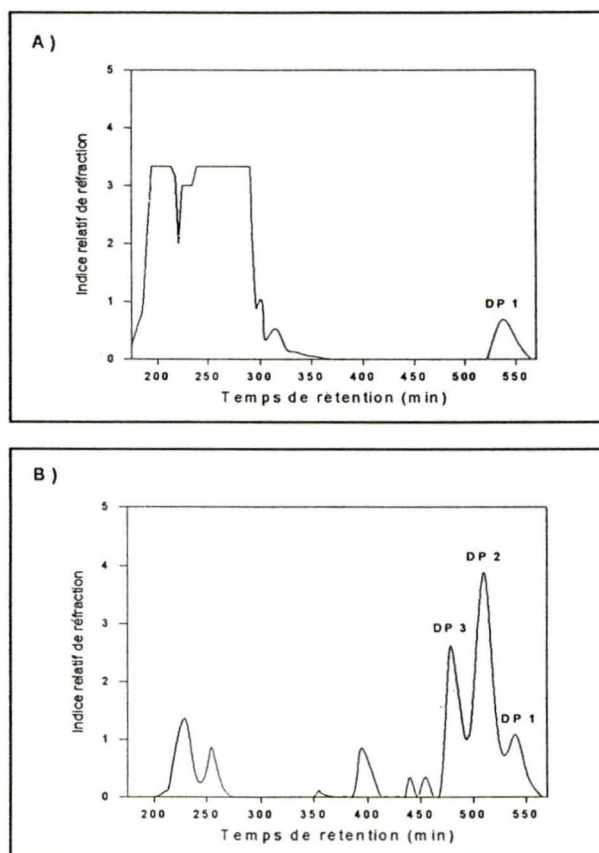 A )
5
4
3
2
1
0
Indice relatif de réfraction
DP 1
200 250 300 350 400 450 500 550
Temps de rétention (min)
B )
5
4
3
2
1
0
Indice relatif de réfraction
DP 2
DP 3
DP 1
200 250 300 350 400 450 500 550
Temps de rétention (min)